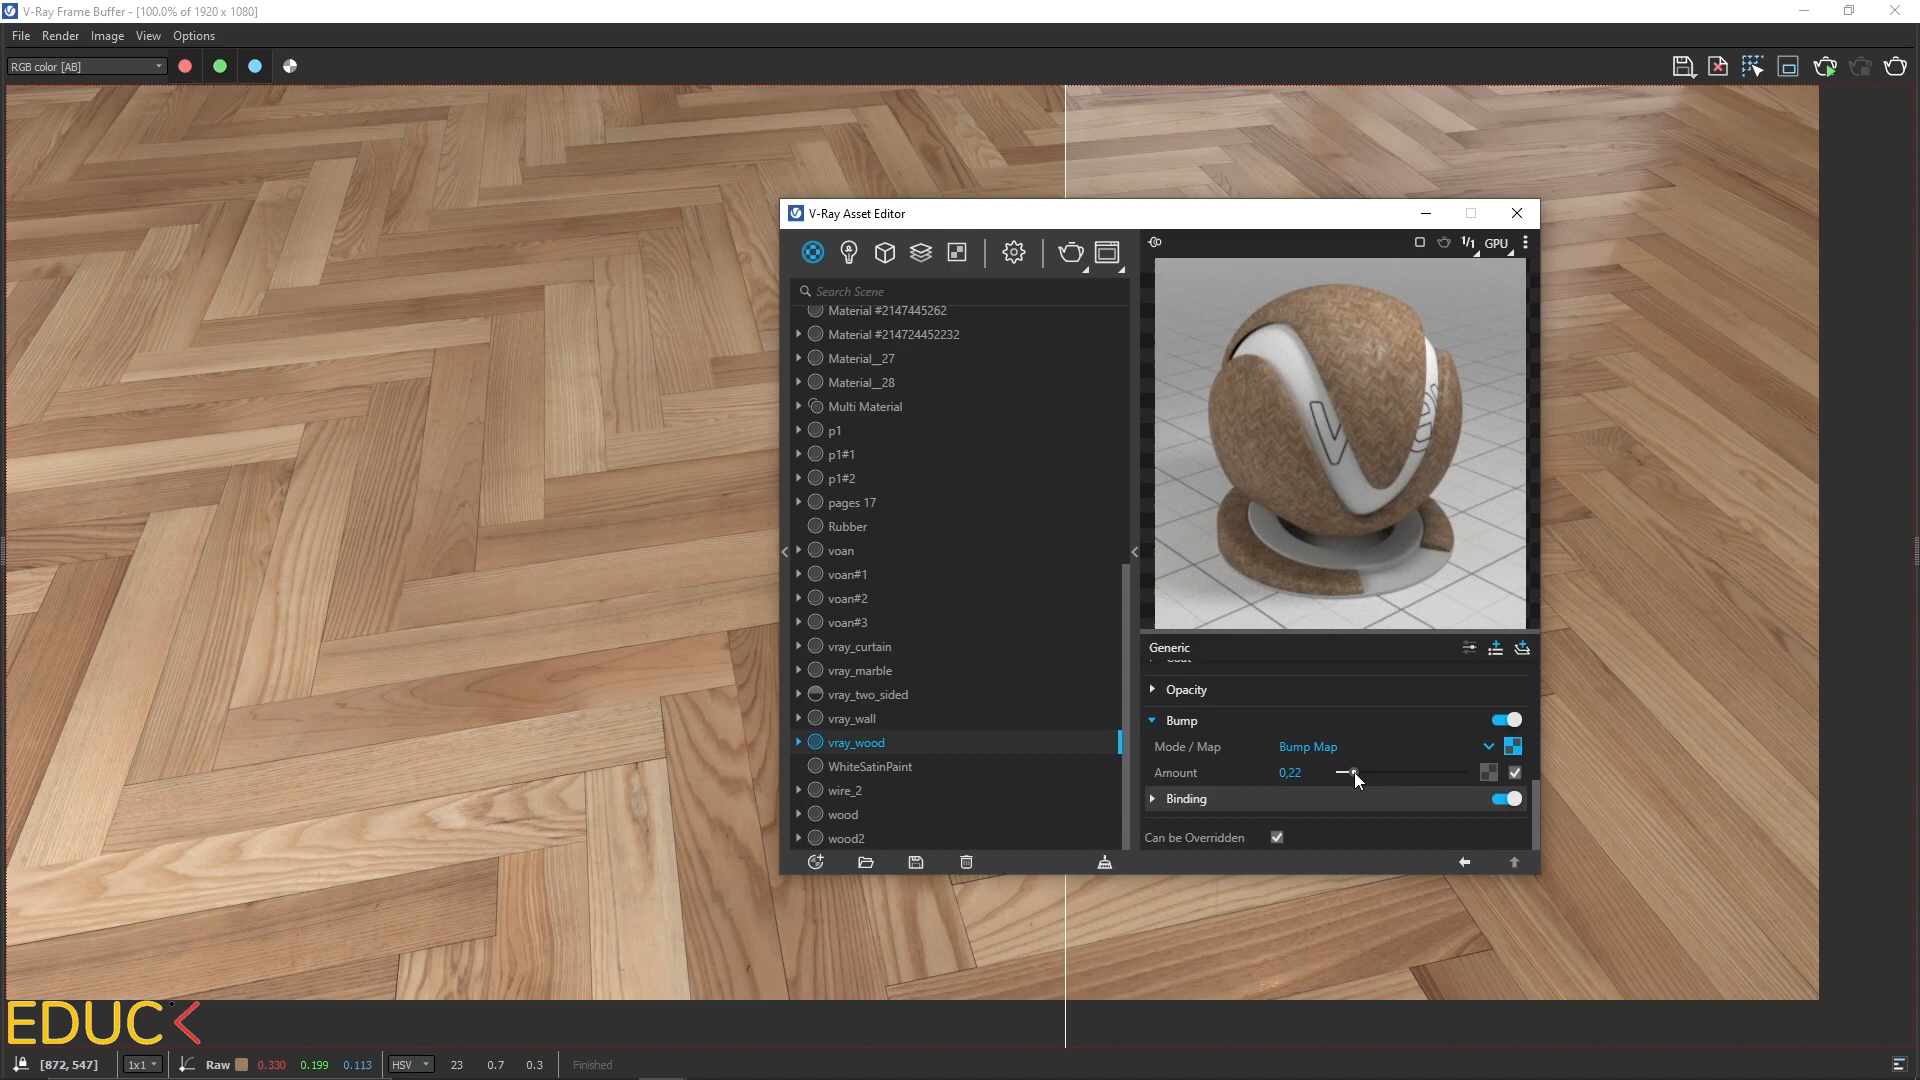 V-Ray Frame Buffer - [100.0% of 1920 x 1080]
File Render Image View Options
RGB color [AB]
V-Ray Asset Editor
1/1 GPU
Search Scene
Material #2147445262
Material #214724452232
Material__27
Material__28
Multi Material
p1
p1#1
p1#2
pages 17
Rubber
voan
voan#1
voan#2
voan#3
vray_curtain
vray_marble
vray_two_sided
vray_wall
vray_wood
WhiteSatinPaint
wire_2
wood
wood2
Generic
Opacity
Bump
Mode / Map Bump Map
Amount 0,22
Binding
Can be Overridden
EDUC
[872, 547] 1x1 Raw 0.330 0.199 0.113 HSV 23 0.7 0.3 Finished